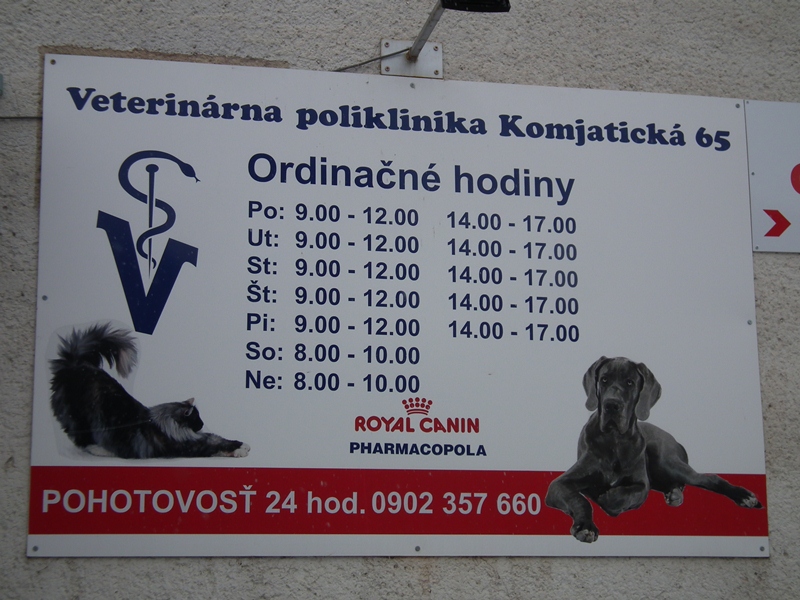 Veterinárna poliklinika Komjatická 65
Ordinačné hodiny
Po: 9.00 - 12.00 14.00 - 17.00
Ut: 9.00 - 12.00 14.00 - 17.00
St: 9.00 - 12.00 14.00 - 17.00
Št: 9.00 - 12.00 14.00 - 17.00
Pi: 9.00 - 12.00 14.00 - 17.00
So: 8.00 - 10.00
Ne: 8.00 - 10.00
ROYAL CANIN
PHARMACOPOLA
POHOTOVOSŤ 24 hod. 0902 357 660